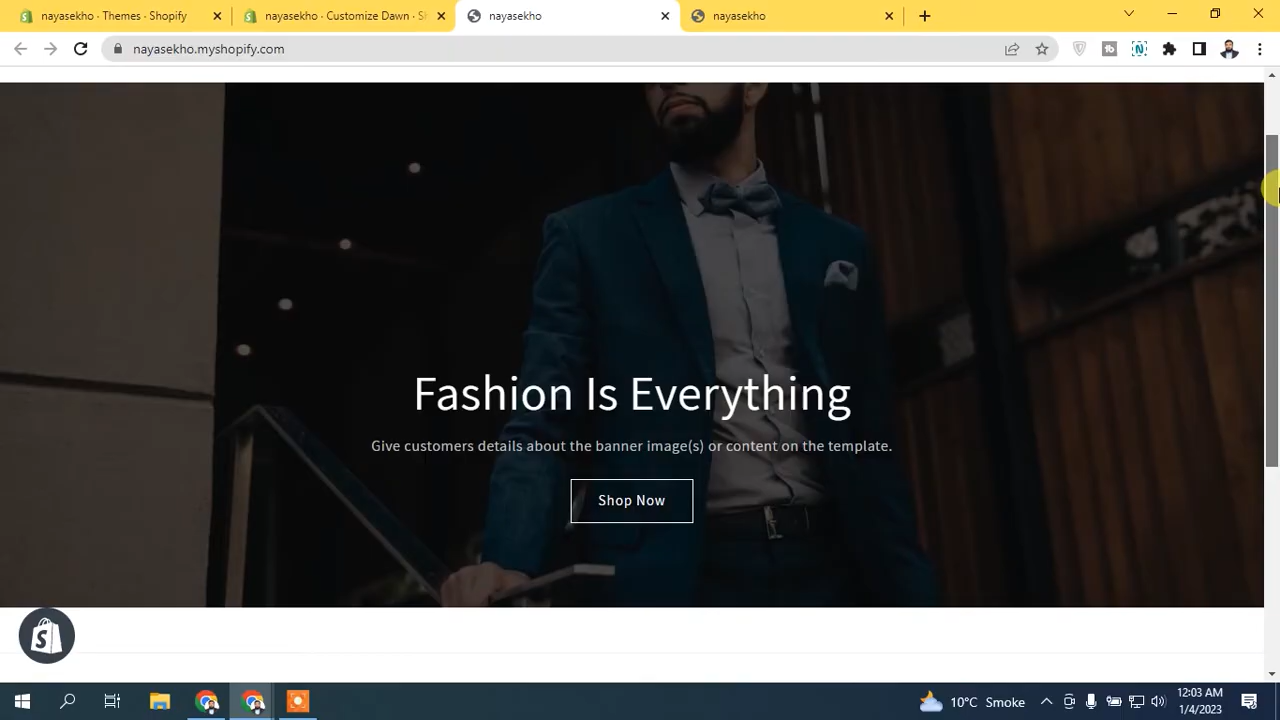 nayasekho · Themes · Shopify
nayasekho · Customize Dawn · Sh
nayasekho
nayasekho
nayasekho.myshopify.com
Fashion Is Everything
Give customers details about the banner image(s) or content on the template.
Shop Now
10°C Smoke
12:03 AM
1/4/2023